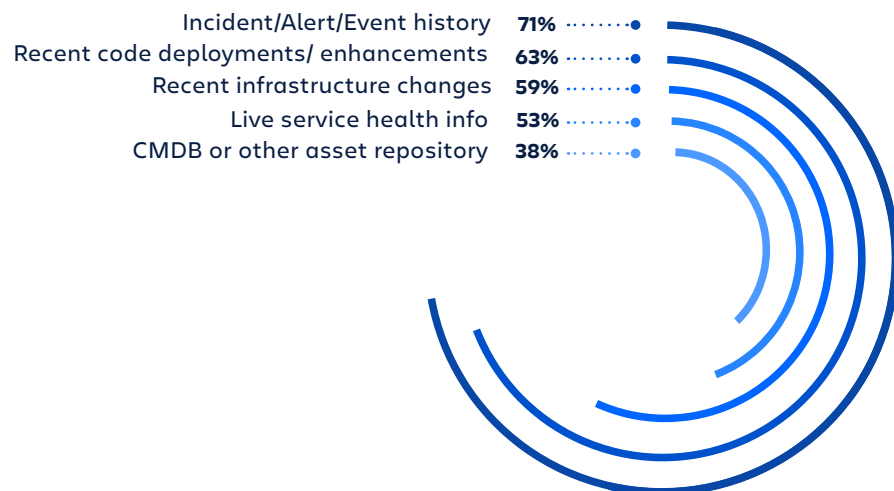 Incident/Alert/Event history 71%
Recent code deployments/ enhancements 63%
Recent infrastructure changes 59%
Live service health info 53%
CMDB or other asset repository 38%